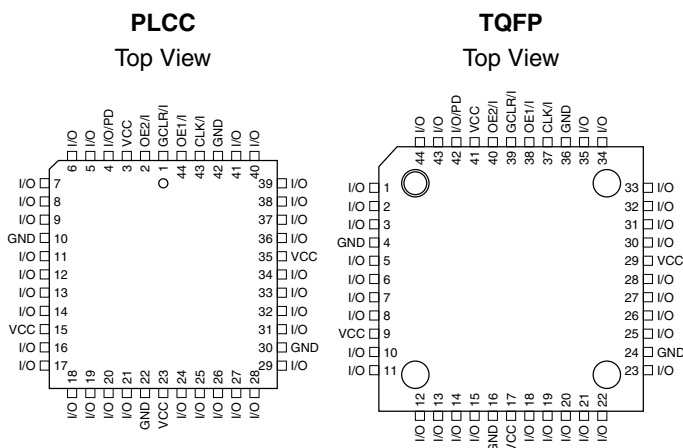 PLCC
Top View
I/O
I/O
I/O/PD
VCC
OE2/I
GCLR/I
OE1/I
CLK/I
GND
I/O
I/O
6
5
4
3
2
1
44
43
42
41
40
I/O 7
I/O 8
I/O 9
GND 10
I/O 11
I/O 12
I/O 13
I/O 14
VCC 15
I/O 16
I/O 17
39 I/O
38 I/O
37 I/O
36 I/O
35 VCC
34 I/O
33 I/O
32 I/O
31 I/O
30 GND
29 I/O
18
19
20
21
22
23
24
25
26
27
28
I/O
I/O
I/O
I/O
GND
VCC
I/O
I/O
I/O
I/O
I/O
TQFP
Top View
I/O
I/O
I/O/PD
VCC
OE2/I
GCLR/I
OE1/I
CLK/I
GND
I/O
I/O
44
43
42
41
40
39
38
37
36
35
34
I/O 1
I/O 2
I/O 3
GND 4
I/O 5
I/O 6
I/O 7
I/O 8
VCC 9
I/O 10
I/O 11
33 I/O
32 I/O
31 I/O
30 I/O
29 VCC
28 I/O
27 I/O
26 I/O
25 I/O
24 GND
23 I/O
12
13
14
15
16
17
18
19
20
21
22
I/O
I/O
I/O
I/O
GND
VCC
I/O
I/O
I/O
I/O
I/O